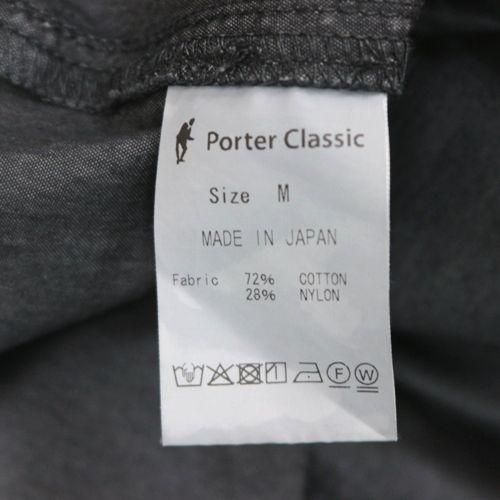 Porter Classic
Size M
MADE IN JAPAN
Fabric 72% COTTON
28% NYLON
F W